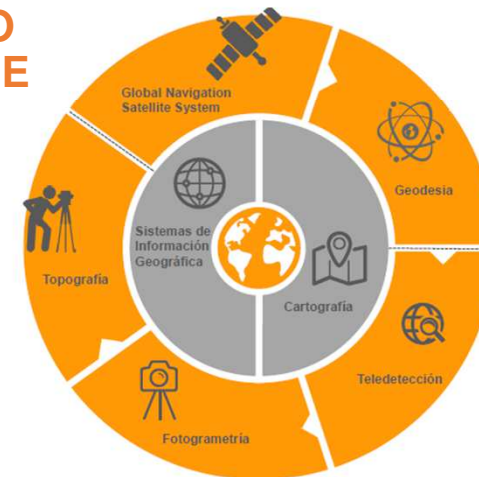 O
E
Global Navigation
Satellite System
Geodesia
Sistemas de
Información
Geográfica
Topografía
Cartografía
Teledetección
Fotogrametría